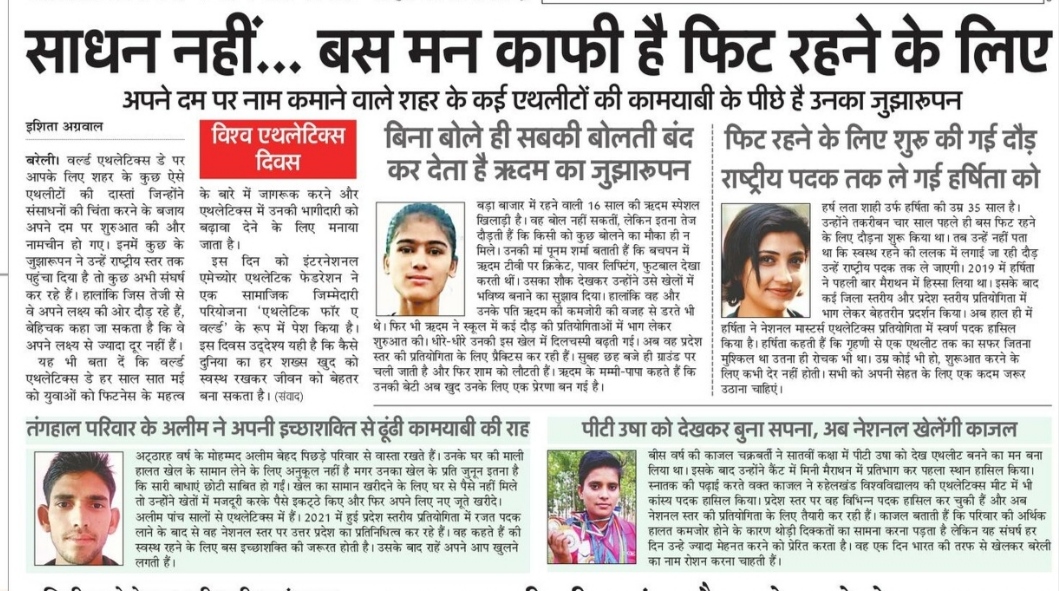 साधन नहीं... बस मन काफी है फिट रहने के लिए
अपने दम पर नाम कमाने वाले शहर के कई एथलीटों की कामयाबी के पीछे है उनका जुझारूपन
इशिता अग्रवाल
बरेली। वर्ल्ड एथलेटिक्स डे पर
आपके लिए शहर के कुछ ऐसे
एथलीटों की दास्तां जिन्होंने
संसाधनों की चिंता करने के बजाय
अपने दम पर शुरुआत की और
नामचीन हो गए। इनमें कुछ के
जुझारूपन ने उन्हें राष्ट्रीय स्तर तक
पहुंचा दिया है तो कुछ अभी संघर्ष
कर रहे हैं। हालांकि जिस तेजी से
वे अपने लक्ष्य की ओर दौड़ रहे हैं,
बेहिचक कहा जा सकता है कि वे
अपने लक्ष्य से ज्यादा दूर नहीं हैं।
यह भी बता दें कि वर्ल्ड
एथलेटिक्स डे हर साल सात मई
को युवाओं को फिटनेस के महत्व
विश्व एथलेटिक्स
दिवस
के बारे में जागरूक करने और
एथलेटिक्स में उनकी भागीदारी को
बढ़ावा देने के लिए मनाया
जाता है।
इस दिन को इंटरनेशनल
एमेच्योर एथलेटिक फेडरेशन ने
एक सामाजिक जिम्मेदारी
परियोजना 'एथलेटिक फॉर ए
वर्ल्ड' के रूप में पेश किया है।
इस दिवस उद्देश्य यही है कि कैसे
दुनिया का हर शख्स खुद को
स्वस्थ रखकर जीवन को बेहतर
बना सकता है। (संवाद)
बिना बोले ही सबकी बोलती बंद
कर देता है ऋदम का जुझारूपन
बड़ा बाजार में रहने वाली 16 साल की ऋदम स्पेशल
खिलाड़ी है। वह बोल नहीं सकतीं, लेकिन इतना तेज
दौड़ती हैं कि किसी को कुछ बोलने का मौका ही न
मिले। उनकी मां पूनम शर्मा बताती हैं कि बचपन में
ऋदम टीवी पर क्रिकेट, पावर लिफ्टिंग, फुटबाल देखा
करती थीं। उसका शौक देखकर उन्होंने उसे खेलों में
भविष्य बनाने का सुझाव दिया। हालांकि वह और
उनके पति ऋदम की कमजोरी की वजह से डरते भी
थे। फिर भी ऋदम ने स्कूल में कई दौड़ की प्रतियोगिताओं में भाग लेकर
शुरुआत की। धीरे-धीरे उनकी इस खेल में दिलचस्पी बढ़ती गई। अब वह प्रदेश
स्तर की प्रतियोगिता के लिए प्रैक्टिस कर रही हैं। सुबह छह बजे ही ग्राउंड पर
चली जाती है और फिर शाम को लौटती हैं। ऋदम के मम्मी-पापा कहते हैं कि
उनकी बेटी अब खुद उनके लिए एक प्रेरणा बन गई है।
फिट रहने के लिए शुरू की गई दौड़
राष्ट्रीय पदक तक ले गई हर्षिता को
हर्ष लता शाही उर्फ हर्षिता की उम्र 35 साल है।
उन्होंने तकरीबन चार साल पहले ही बस फिट रहने
के लिए दौड़ना शुरू किया था। तब उन्हें नहीं पता
था कि स्वस्थ रहने की ललक में लगाई जा रही दौड़
उन्हें राष्ट्रीय पदक तक ले जाएगी। 2019 में हर्षिता
ने पहली बार मैराथन में हिस्सा लिया था। इसके बाद
कई जिला स्तरीय और प्रदेश स्तरीय प्रतियोगिता में
भाग लेकर बेहतरीन प्रदर्शन किया। अब हाल ही में
हर्षिता ने नेशनल मास्टर्स एथलेटिक्स प्रतियोगिता में स्वर्ण पदक हासिल
किया है। हर्षिता कहती हैं कि गृहणी से एक एथलीट तक का सफर जितना
मुश्किल था उतना ही रोचक भी था। उम्र कोई भी हो, शुरूआत करने के
लिए कभी देर नहीं होती। सभी को अपनी सेहत के लिए एक कदम जरूर
उठाना चाहिए।
तंगहाल परिवार के अलीम ने अपनी इच्छाशक्ति से ढूंढी कामयाबी की राह
अट्ठारह वर्ष के मोहम्मद अलीम बेहद पिछड़े परिवार से वास्ता रखते हैं। उनके घर की माली
हालत खेल के सामान लेने के लिए अनुकूल नहीं है मगर उनका खेल के प्रति जुनून इतना है
कि सारी बाधाएं छोटी साबित हो गईं। खेल का सामान खरीदने के लिए घर से पैसे नहीं मिले
तो उन्होंने खेतों में मजदूरी करके पैसे इकट्ठे किए और फिर अपने लिए नए जूते खरीदे।
अलीम पांच सालों से एथलेटिक्स में हैं। 2021 में हुई प्रदेश स्तरीय प्रतियोगिता में रजत पदक
लाने के बाद से वह नेशनल स्तर पर उत्तर प्रदेश का प्रतिनिधित्व कर रहे हैं। वह कहते हैं की
स्वस्थ रहने के लिए बस इच्छाशक्ति की जरूरत होती है। उसके बाद राहें अपने आप खुलने
लगती हैं।
पीटी उषा को देखकर बुना सपना, अब नेशनल खेलेंगी काजल
बीस वर्ष की काजल चक्रबर्ती ने सातवीं कक्षा में पीटी उषा को देख एथलीट बनने का मन बना
लिया था। इसके बाद उन्होंने कैंट में मिनी मैराथन में प्रतिभाग कर पहला स्थान हासिल किया।
स्नातक की पढ़ाई करते वक्त काजल ने रुहेलखंड विश्वविद्यालय की एथलेटिक्स मीट में भी
कांस्य पदक हासिल किया। प्रदेश स्तर पर वह विभिन्न पदक हासिल कर चुकी हैं और अब
नेशनल स्तर की प्रतियोगिता के लिए तैयारी कर रही हैं। काजल बताती हैं कि परिवार की आर्थिक
हालत कमजोर होने के कारण थोड़ी दिक्कतों का सामना करना पड़ता है लेकिन यह संघर्ष हर
दिन उन्हे ज्यादा मेहनत करने को प्रेरित करता है। वह एक दिन भारत की तरफ से खेलकर बरेली
का नाम रोशन करना चाहती हैं।